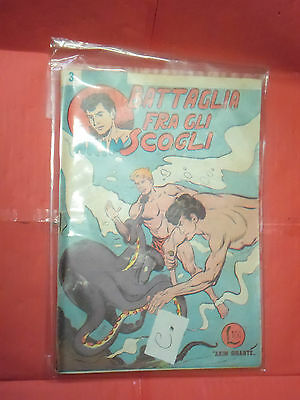 3
BATTAGLIA
FRA GLI
SCOGLI
"AKIM GIGANTE"